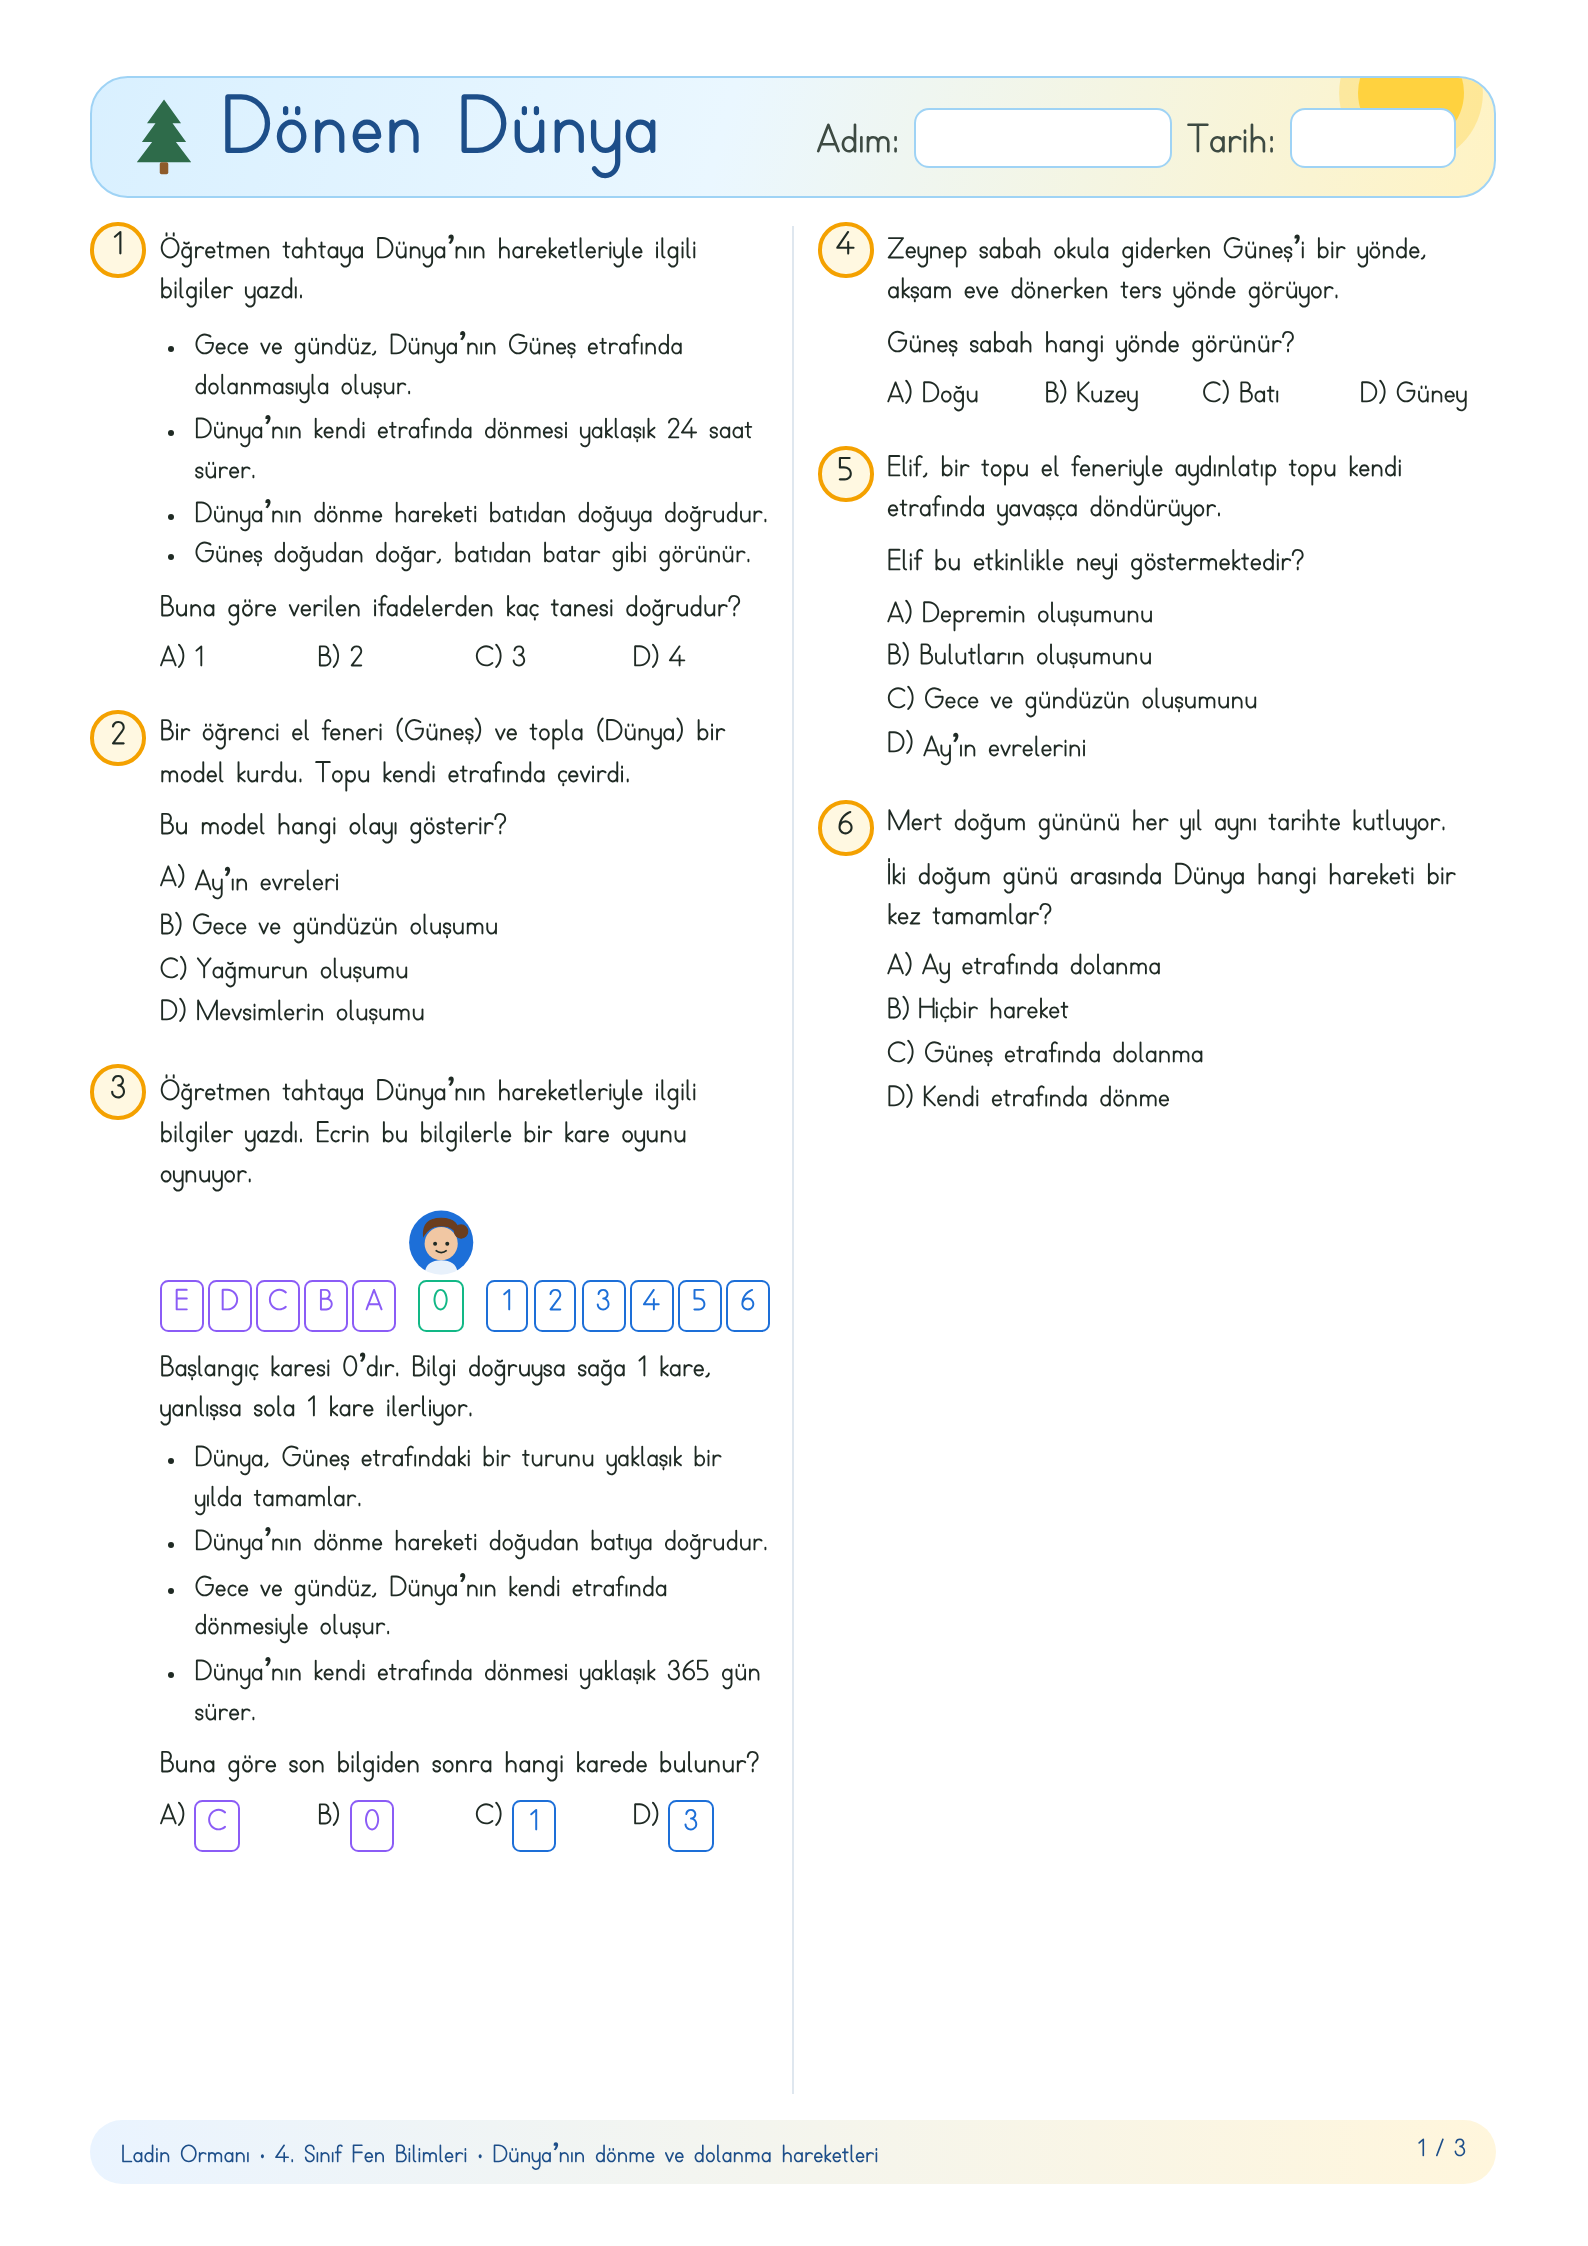 Dönen Dünya
Adım:
Tarih:
1
Öğretmen tahtaya Dünya’nın hareketleriyle ilgili
bilgiler yazdı.
• Gece ve gündüz, Dünya’nın Güneş etrafında
dolanmasıyla oluşur.
• Dünya’nın kendi etrafında dönmesi yaklaşık 24 saat
sürer.
• Dünya’nın dönme hareketi batıdan doğuya doğrudur.
• Güneş doğudan doğar, batıdan batar gibi görünür.
Buna göre verilen ifadelerden kaç tanesi doğrudur?
A) 1 B) 2 C) 3 D) 4
2
Bir öğrenci el feneri (Güneş) ve topla (Dünya) bir
model kurdu. Topu kendi etrafında çevirdi.
Bu model hangi olayı gösterir?
A) Ay’ın evreleri
B) Gece ve gündüzün oluşumu
C) Yağmurun oluşumu
D) Mevsimlerin oluşumu
3
Öğretmen tahtaya Dünya’nın hareketleriyle ilgili
bilgiler yazdı. Ecrin bu bilgilerle bir kare oyunu
oynuyor.
E D C B A 0 1 2 3 4 5 6
Başlangıç karesi 0’dır. Bilgi doğruysa sağa 1 kare,
yanlışsa sola 1 kare ilerliyor.
• Dünya, Güneş etrafındaki bir turunu yaklaşık bir
yılda tamamlar.
• Dünya’nın dönme hareketi doğudan batıya doğrudur.
• Gece ve gündüz, Dünya’nın kendi etrafında
dönmesiyle oluşur.
• Dünya’nın kendi etrafında dönmesi yaklaşık 365 gün
sürer.
Buna göre son bilgiden sonra hangi karede bulunur?
A) C B) 0 C) 1 D) 3
4
Zeynep sabah okula giderken Güneş’i bir yönde,
akşam eve dönerken ters yönde görüyor.
Güneş sabah hangi yönde görünür?
A) Doğu B) Kuzey C) Batı D) Güney
5
Elif, bir topu el feneriyle aydınlatıp topu kendi
etrafında yavaşça döndürüyor.
Elif bu etkinlikle neyi göstermektedir?
A) Depremin oluşumunu
B) Bulutların oluşumunu
C) Gece ve gündüzün oluşumunu
D) Ay’ın evrelerini
6
Mert doğum gününü her yıl aynı tarihte kutluyor.
İki doğum günü arasında Dünya hangi hareketi bir
kez tamamlar?
A) Ay etrafında dolanma
B) Hiçbir hareket
C) Güneş etrafında dolanma
D) Kendi etrafında dönme
Ladin Ormanı • 4. Sınıf Fen Bilimleri • Dünya’nın dönme ve dolanma hareketleri
1 / 3